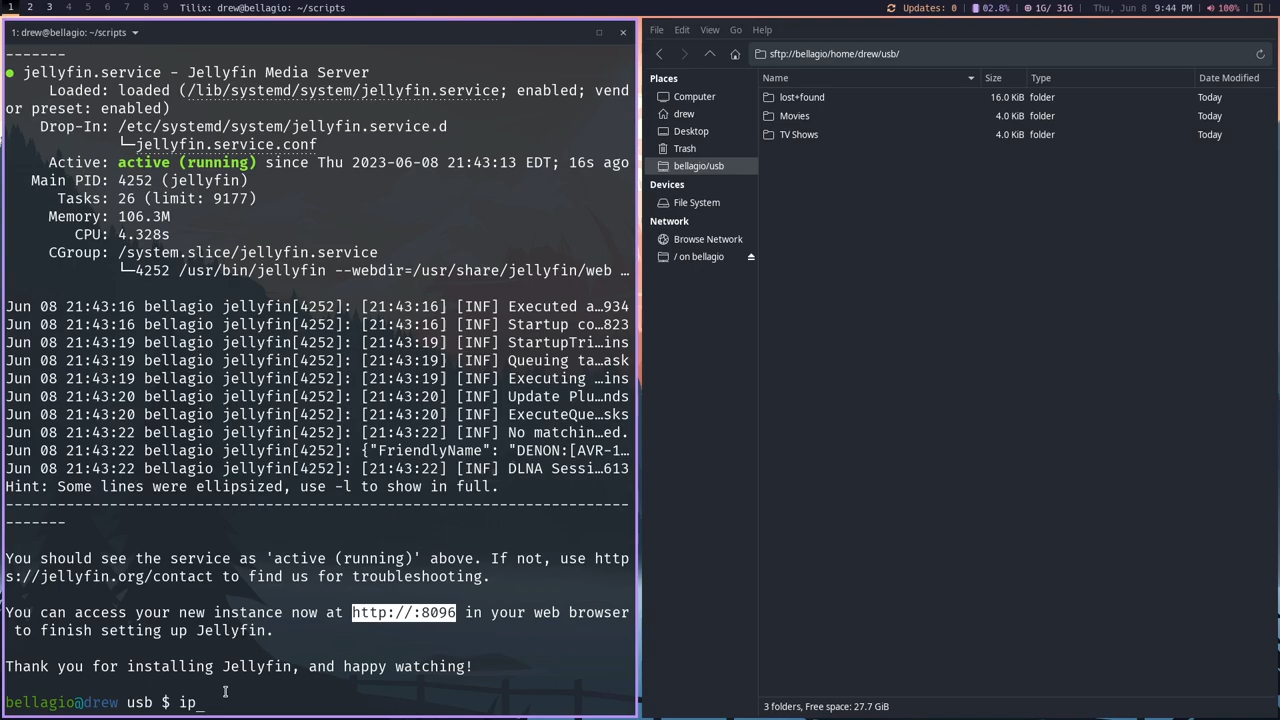 1 2 3 4 5 6 7 8 9 Tilix: drew@bellagio: ~/scripts Updates: 0 02.8% 1G/ 31G Thu, Jun 8 9:44 PM 100%
1: drew@bellagio: ~/scripts
-------
● jellyfin.service - Jellyfin Media Server
Loaded: loaded (/lib/systemd/system/jellyfin.service; enabled; vend
or preset: enabled)
Drop-In: /etc/systemd/system/jellyfin.service.d
└─jellyfin.service.conf
Active: active (running) since Thu 2023-06-08 21:43:13 EDT; 16s ago
Main PID: 4252 (jellyfin)
Tasks: 26 (limit: 9177)
Memory: 106.3M
CPU: 4.328s
CGroup: /system.slice/jellyfin.service
└─4252 /usr/bin/jellyfin --webdir=/usr/share/jellyfin/web …
Jun 08 21:43:16 bellagio jellyfin[4252]: [21:43:16] [INF] Executed a…934
Jun 08 21:43:16 bellagio jellyfin[4252]: [21:43:16] [INF] Startup co…823
Jun 08 21:43:19 bellagio jellyfin[4252]: [21:43:19] [INF] StartupTri…ins
Jun 08 21:43:19 bellagio jellyfin[4252]: [21:43:19] [INF] Queuing ta…ask
Jun 08 21:43:19 bellagio jellyfin[4252]: [21:43:19] [INF] Executing …ins
Jun 08 21:43:20 bellagio jellyfin[4252]: [21:43:20] [INF] Update Plu…nds
Jun 08 21:43:20 bellagio jellyfin[4252]: [21:43:20] [INF] ExecuteQue…sks
Jun 08 21:43:22 bellagio jellyfin[4252]: [21:43:22] [INF] No matchin…ed.
Jun 08 21:43:22 bellagio jellyfin[4252]: {"FriendlyName": "DENON:[AVR-1…
Jun 08 21:43:22 bellagio jellyfin[4252]: [21:43:22] [INF] DLNA Sessi…613
Hint: Some lines were ellipsized, use -l to show in full.
------------------------------------------------------------------------
-------
You should see the service as 'active (running)' above. If not, use http
s://jellyfin.org/contact to find us for troubleshooting.
You can access your new instance now at http://:8096 in your web browser
to finish setting up Jellyfin.
Thank you for installing Jellyfin, and happy watching!
bellagio@drew usb $ ip_
File Edit View Go Help
sftp://bellagio/home/drew/usb/
Places
Computer
drew
Desktop
Trash
bellagio/usb
Devices
File System
Network
Browse Network
/ on bellagio
Name Size Type Date Modified
lost+found 16.0 KiB folder Today
Movies 4.0 KiB folder Today
TV Shows 4.0 KiB folder Today
3 folders, Free space: 27.7 GiB